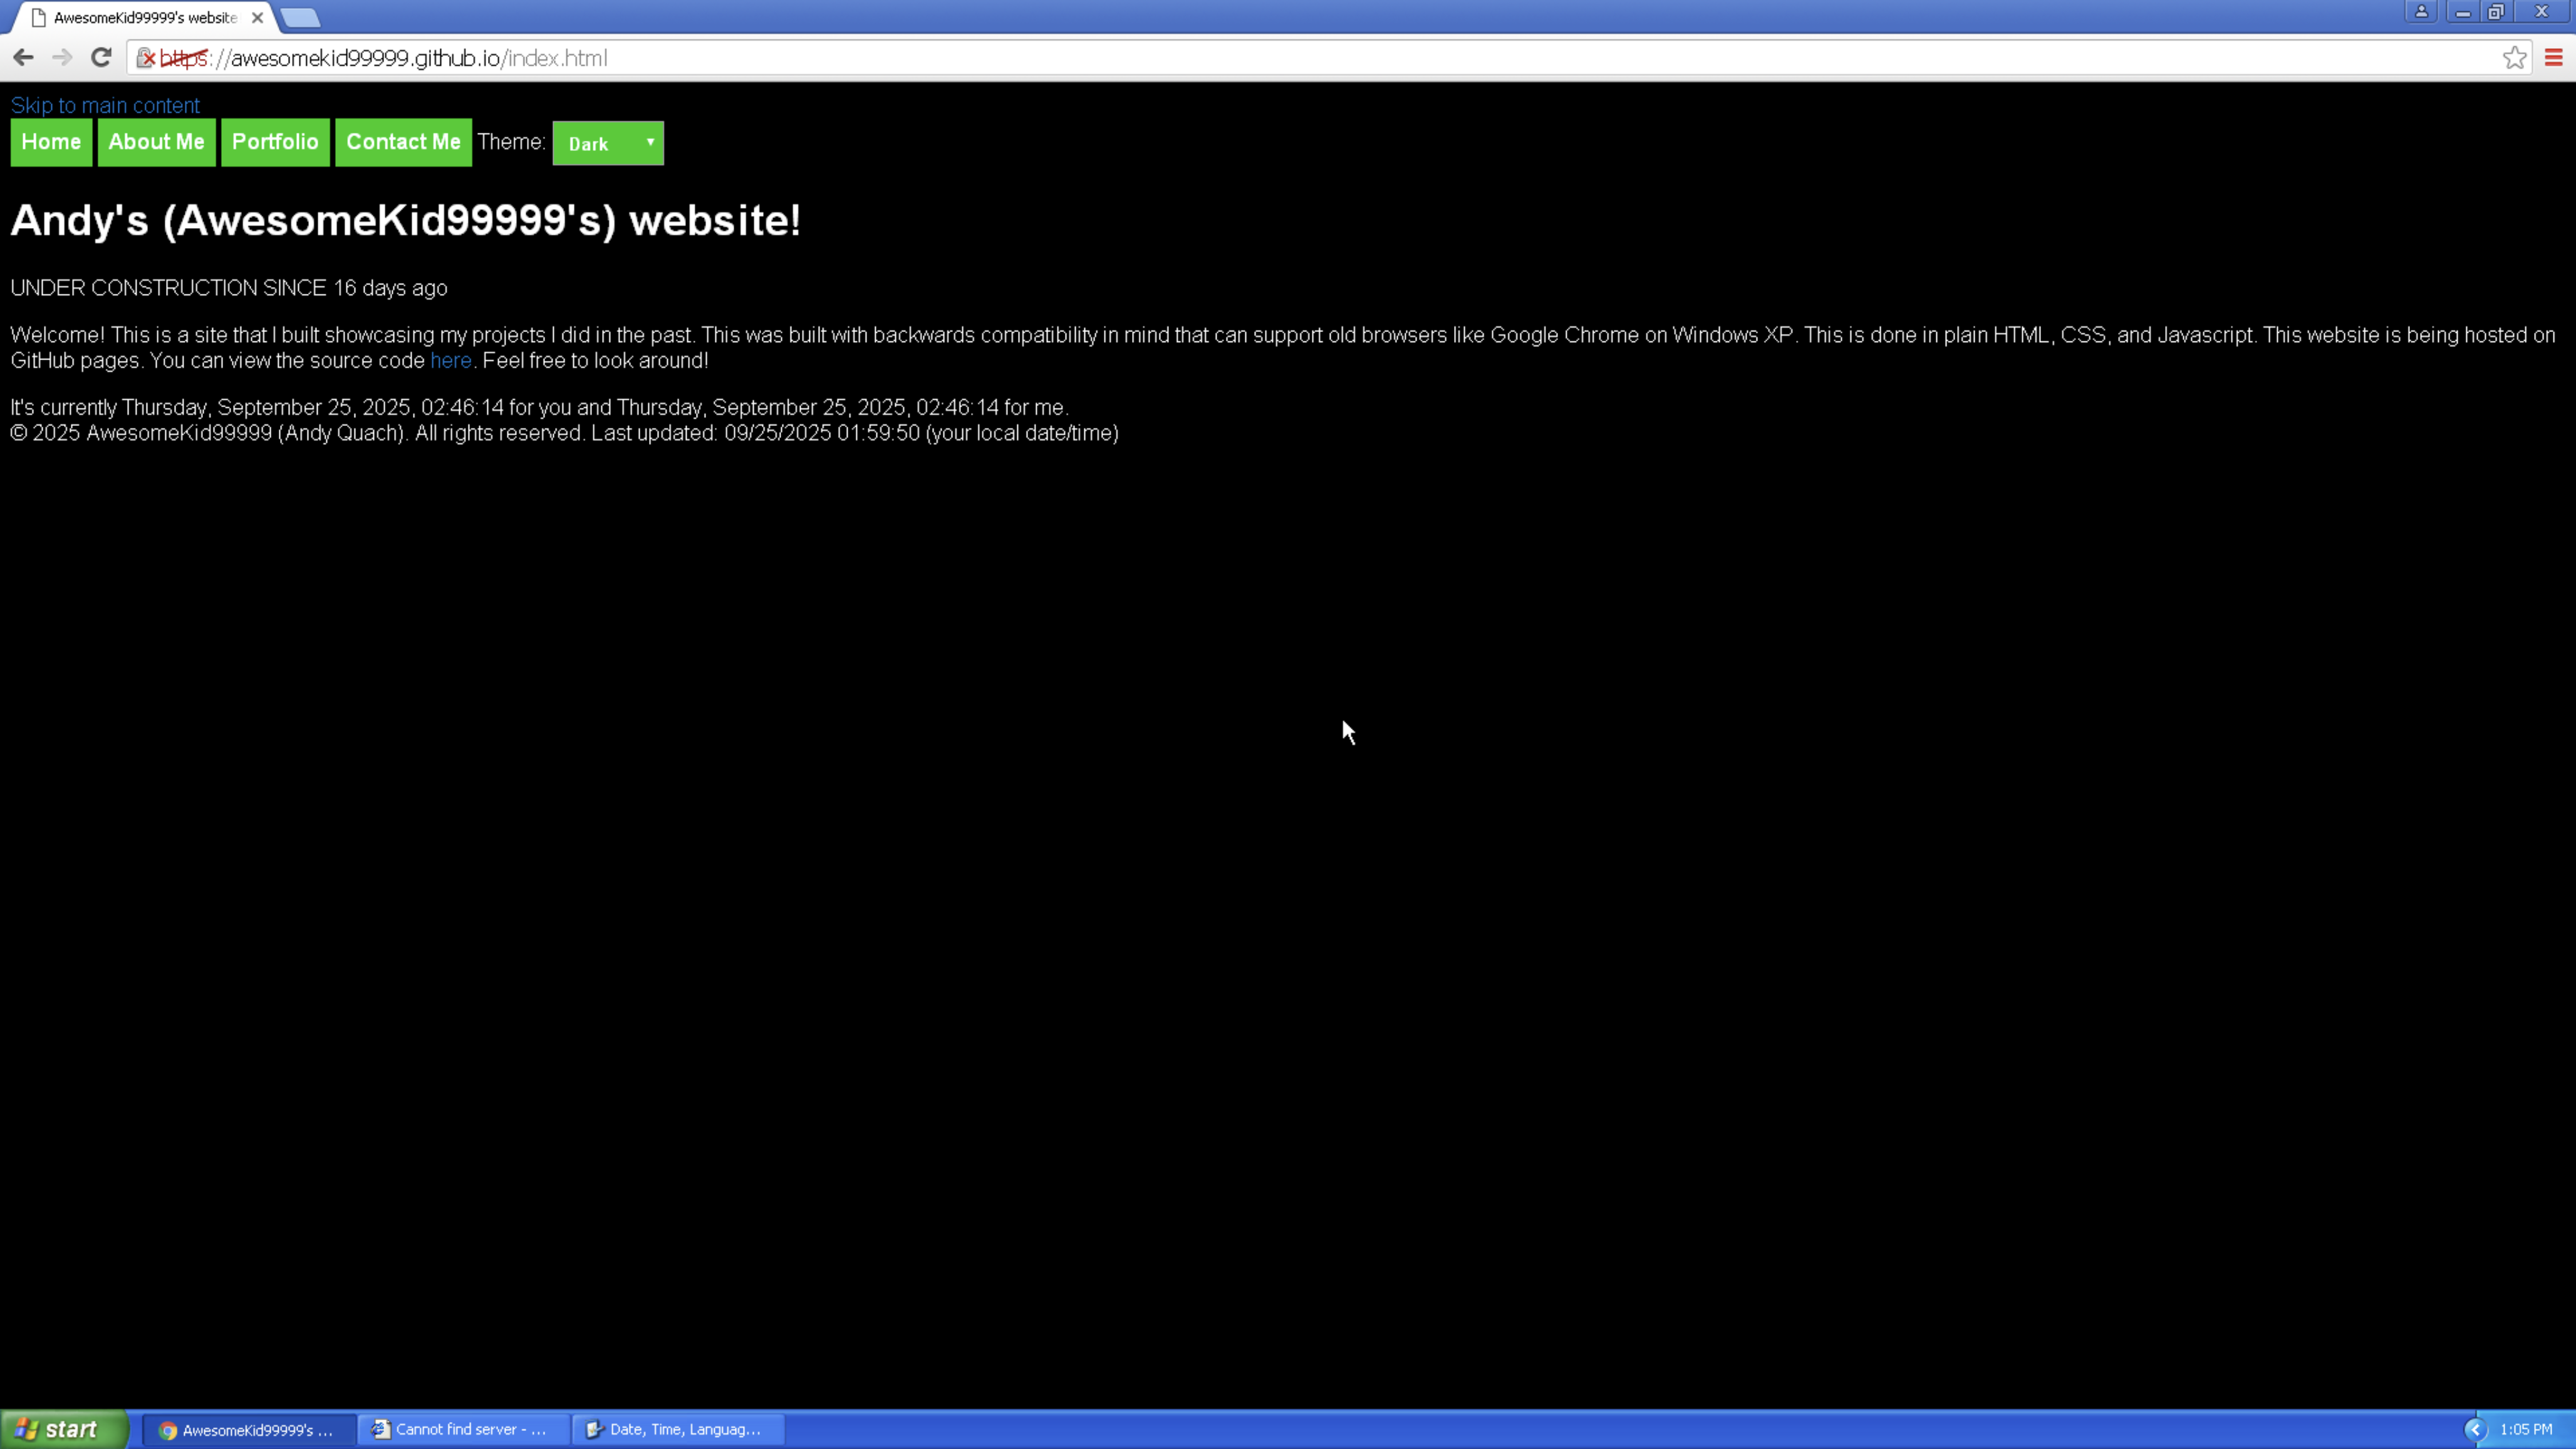 AwesomeKid99999's website
https://awesomekid99999.github.io/index.html
Skip to main content
Home About Me Portfolio Contact Me Theme: Dark
Andy's (AwesomeKid99999's) website!
UNDER CONSTRUCTION SINCE 16 days ago
Welcome! This is a site that I built showcasing my projects I did in the past. This was built with backwards compatibility in mind that can support old browsers like Google Chrome on Windows XP. This is done in plain HTML, CSS, and Javascript. This website is being hosted on
GitHub pages. You can view the source code here. Feel free to look around!
It's currently Thursday, September 25, 2025, 02:46:14 for you and Thursday, September 25, 2025, 02:46:14 for me.
© 2025 AwesomeKid99999 (Andy Quach). All rights reserved. Last updated: 09/25/2025 01:59:50 (your local date/time)
start AwesomeKid99999's ... Cannot find server - ... Date, Time, Languag... 1:05 PM